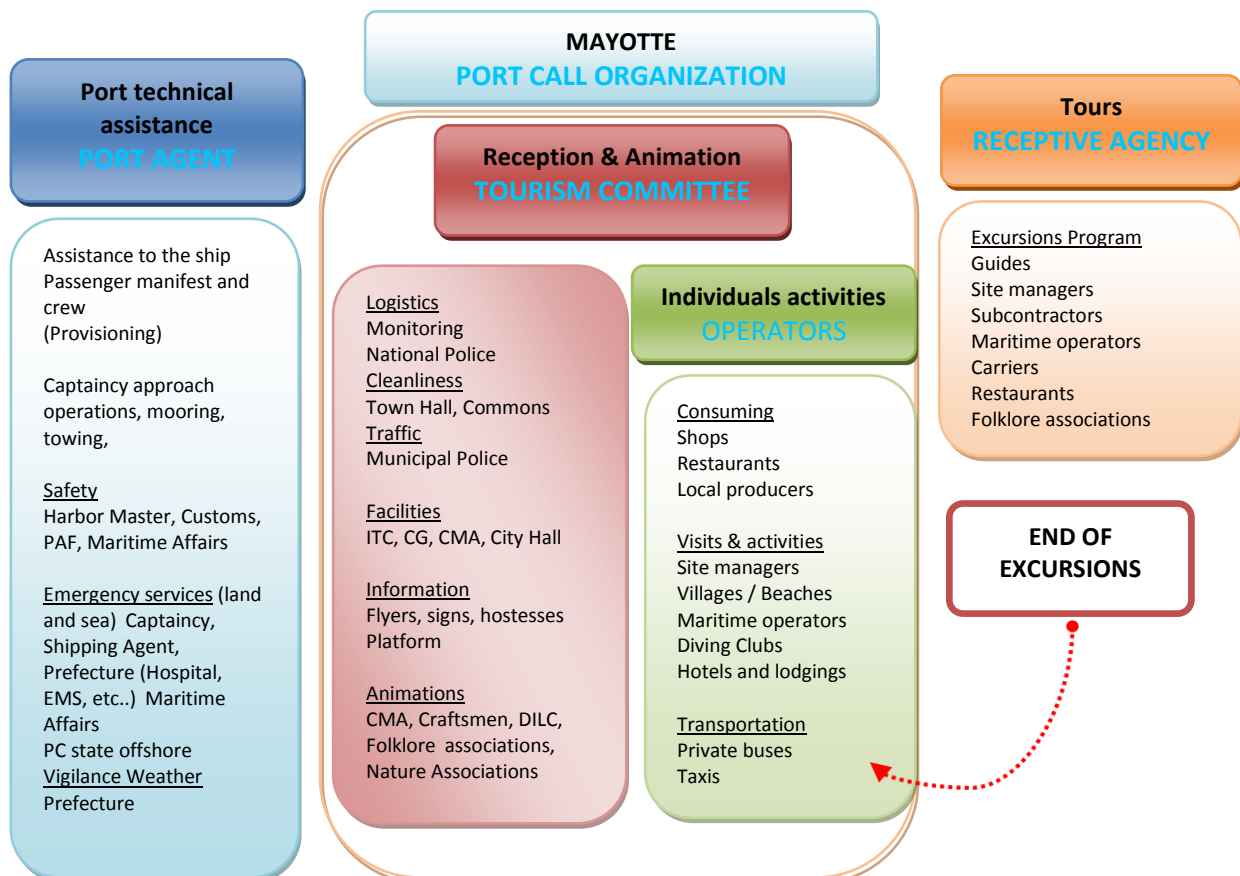 MAYOTTE
PORT CALL ORGANIZATION
Port technical
assistance
PORT AGENT
Assistance to the ship
Passenger manifest and
crew
(Provisioning)
Captaincy approach
operations, mooring,
towing,
Safety
Harbor Master, Customs,
PAF, Maritime Affairs
Emergency services (land
and sea) Captaincy,
Shipping Agent,
Prefecture (Hospital,
EMS, etc..) Maritime
Affairs
PC state offshore
Vigilance Weather
Prefecture
Reception & Animation
TOURISM COMMITTEE
Logistics
Monitoring
National Police
Cleanliness
Town Hall, Commons
Traffic
Municipal Police
Facilities
ITC, CG, CMA, City Hall
Information
Flyers, signs, hostesses
Platform
Animations
CMA, Craftsmen, DILC,
Folklore associations,
Nature Associations
Individuals activities
OPERATORS
Consuming
Shops
Restaurants
Local producers
Visits & activities
Site managers
Villages / Beaches
Maritime operators
Diving Clubs
Hotels and lodgings
Transportation
Private buses
Taxis
Tours
RECEPTIVE AGENCY
Excursions Program
Guides
Site managers
Subcontractors
Maritime operators
Carriers
Restaurants
Folklore associations
END OF
EXCURSIONS